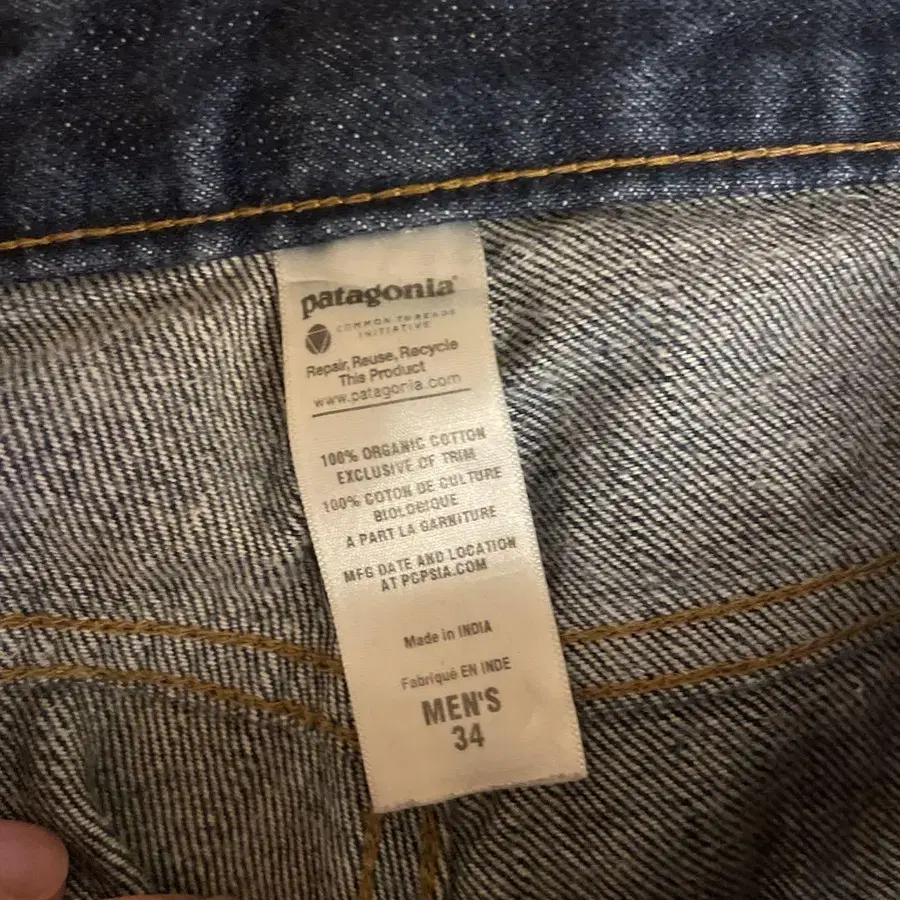 patagonia®
COMMON THREADS
INITIATIVE
Repair, Reuse, Recycle
This Product
www.patagonia.com
100% ORGANIC COTTON
EXCLUSIVE OF TRIM
100% COTON DE CULTURE
BIOLOGIQUE
A PART LA GARNITURE
MFG DATE AND LOCATION
AT PGPSIA.COM
Made in INDIA
Fabriqué EN INDE
MEN'S
34